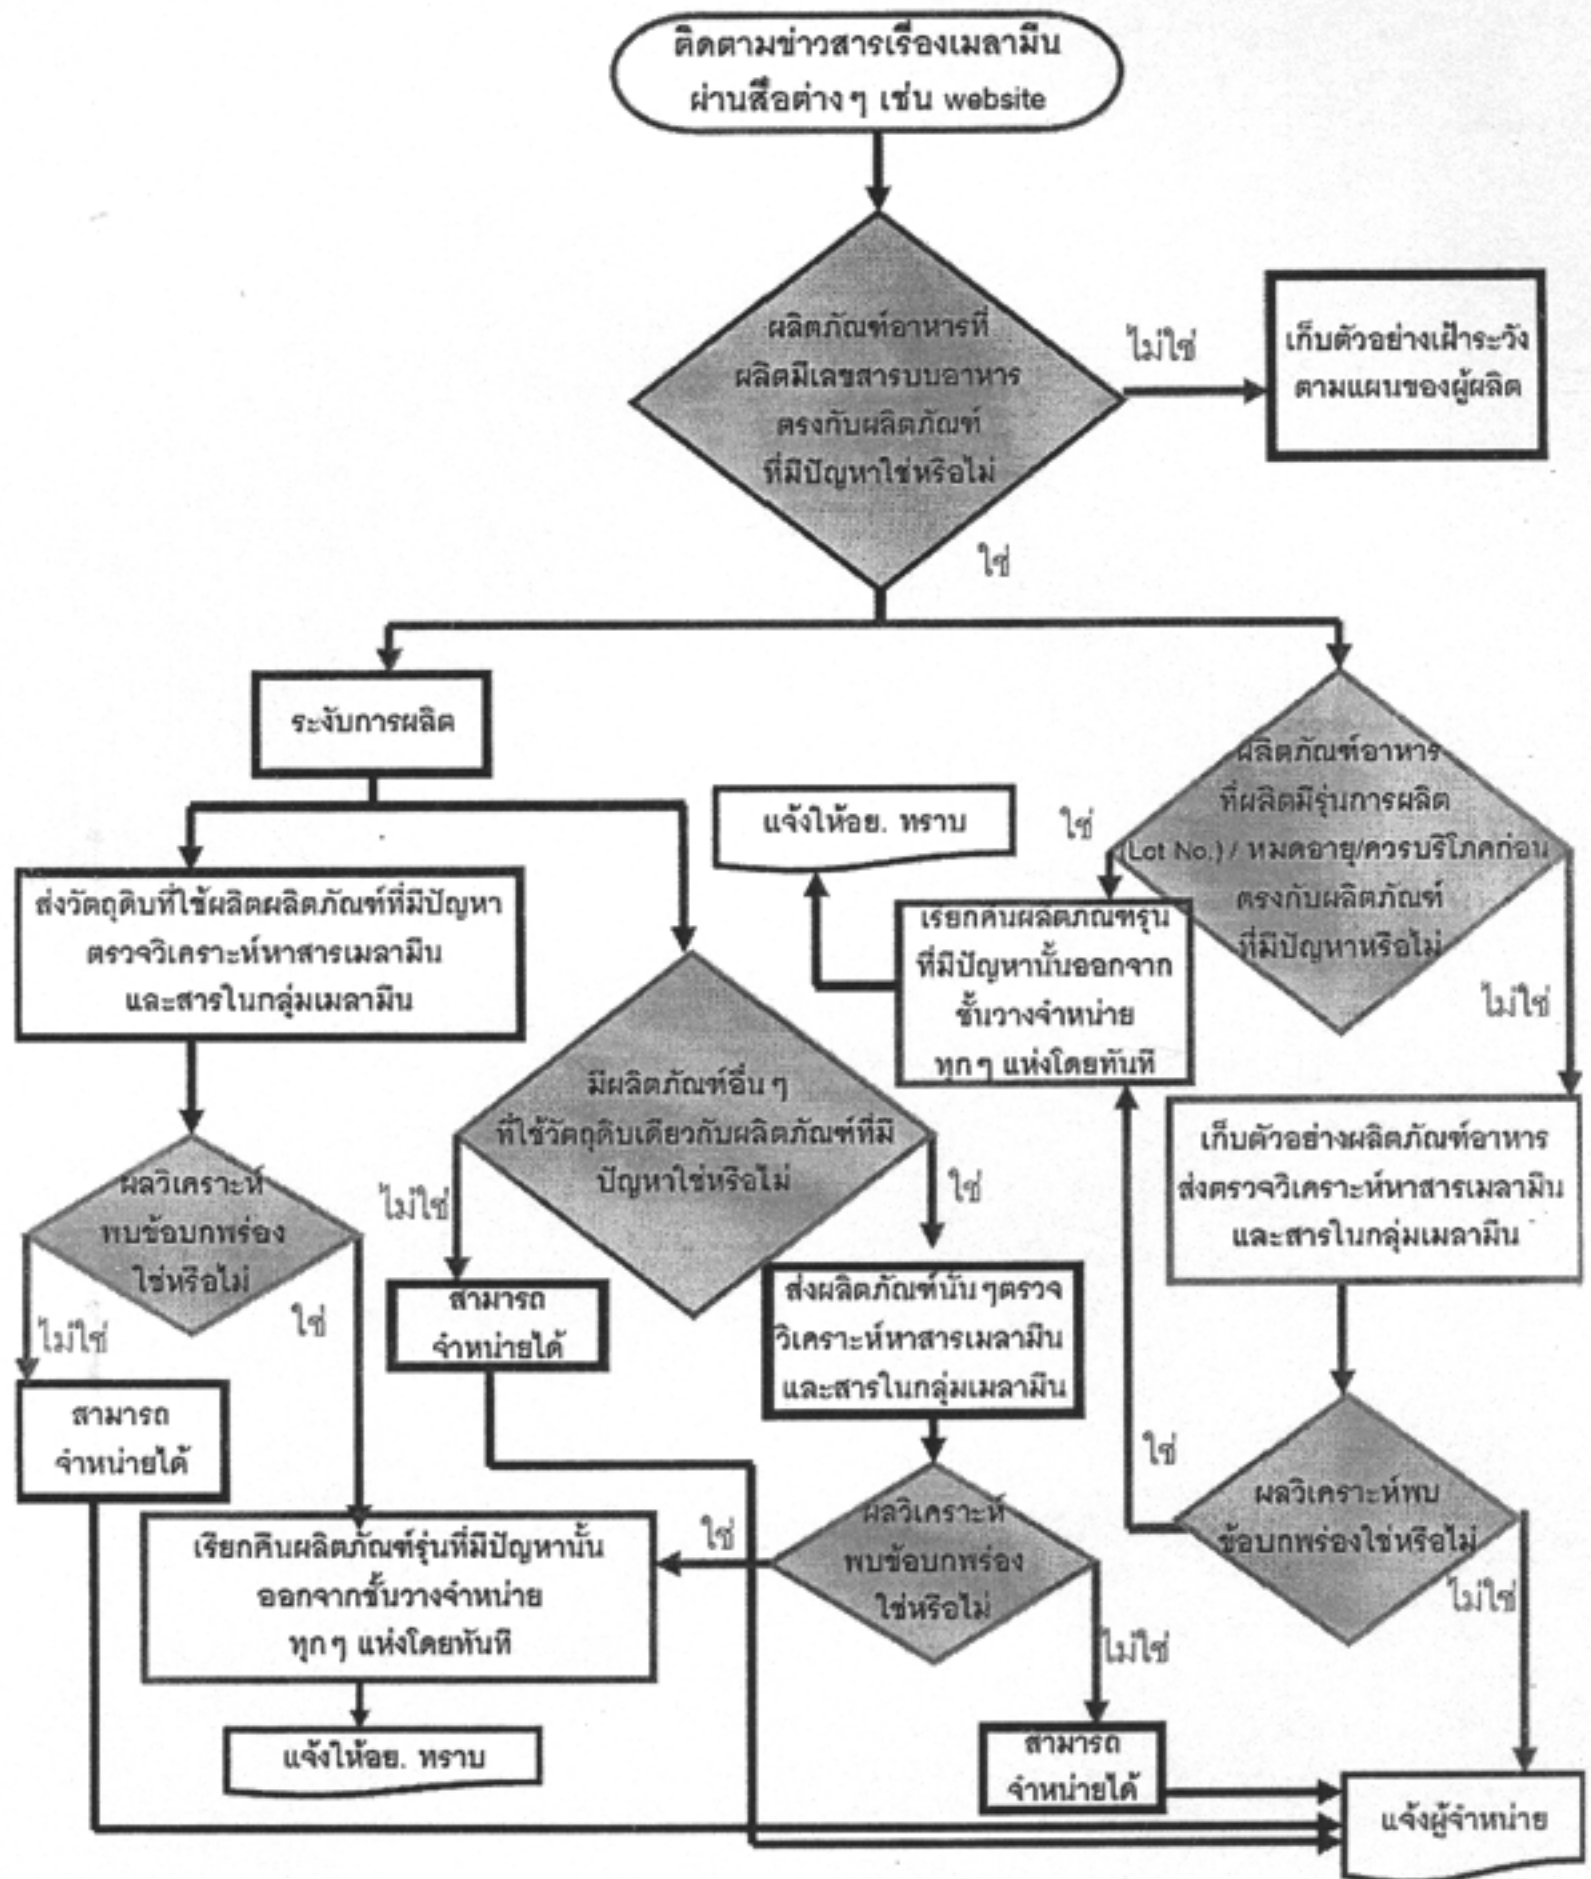 ติดตามข่าวสารเรื่องเมลามีน
ผ่านสื่อต่างๆ เช่น website
ผลิตภัณฑ์อาหารที่
ผลิตมีเลขสารบบอาหาร
ตรงกับผลิตภัณฑ์
ที่มีปัญหาใช่หรือไม่
ไม่ใช่
เก็บตัวอย่างเฝ้าระวัง
ตามแผนของผู้ผลิต
ใช่
ระงับการผลิต
ผลิตภัณฑ์อาหาร
ที่ผลิตมีรุ่นการผลิต
(Lot No.) / หมดอายุ/ควรบริโภคก่อน
ตรงกับผลิตภัณฑ์
ที่มีปัญหาหรือไม่
ใช่
แจ้งให้อย. ทราบ
เรียกคืนผลิตภัณฑ์รุ่น
ที่มีปัญหานั้นออกจาก
ชั้นวางจำหน่าย
ทุกๆ แห่งโดยทันที
ไม่ใช่
ส่งวัตถุดิบที่ใช้ผลิตผลิตภัณฑ์ที่มีปัญหา
ตรวจวิเคราะห์หาสารเมลามีน
และสารในกลุ่มเมลามีน
มีผลิตภัณฑ์อื่นๆ
ที่ใช้วัตถุดิบเดียวกับผลิตภัณฑ์ที่มี
ปัญหาใช่หรือไม่
เก็บตัวอย่างผลิตภัณฑ์อาหาร
ส่งตรวจวิเคราะห์หาสารเมลามีน
และสารในกลุ่มเมลามีน
ผลวิเคราะห์
พบข้อบกพร่อง
ใช่หรือไม่
ไม่ใช่
ใช่
ไม่ใช่
ใช่
สามารถ
จำหน่ายได้
สามารถ
จำหน่ายได้
ส่งผลิตภัณฑ์นั้นๆตรวจ
วิเคราะห์หาสารเมลามีน
และสารในกลุ่มเมลามีน
ใช่
ผลวิเคราะห์พบ
ข้อบกพร่องใช่หรือไม่
ไม่ใช่
เรียกคืนผลิตภัณฑ์รุ่นที่มีปัญหานั้น
ออกจากชั้นวางจำหน่าย
ทุกๆ แห่งโดยทันที
ใช่
ผลวิเคราะห์
พบข้อบกพร่อง
ใช่หรือไม่
ไม่ใช่
แจ้งให้อย. ทราบ
สามารถ
จำหน่ายได้
แจ้งผู้จำหน่าย